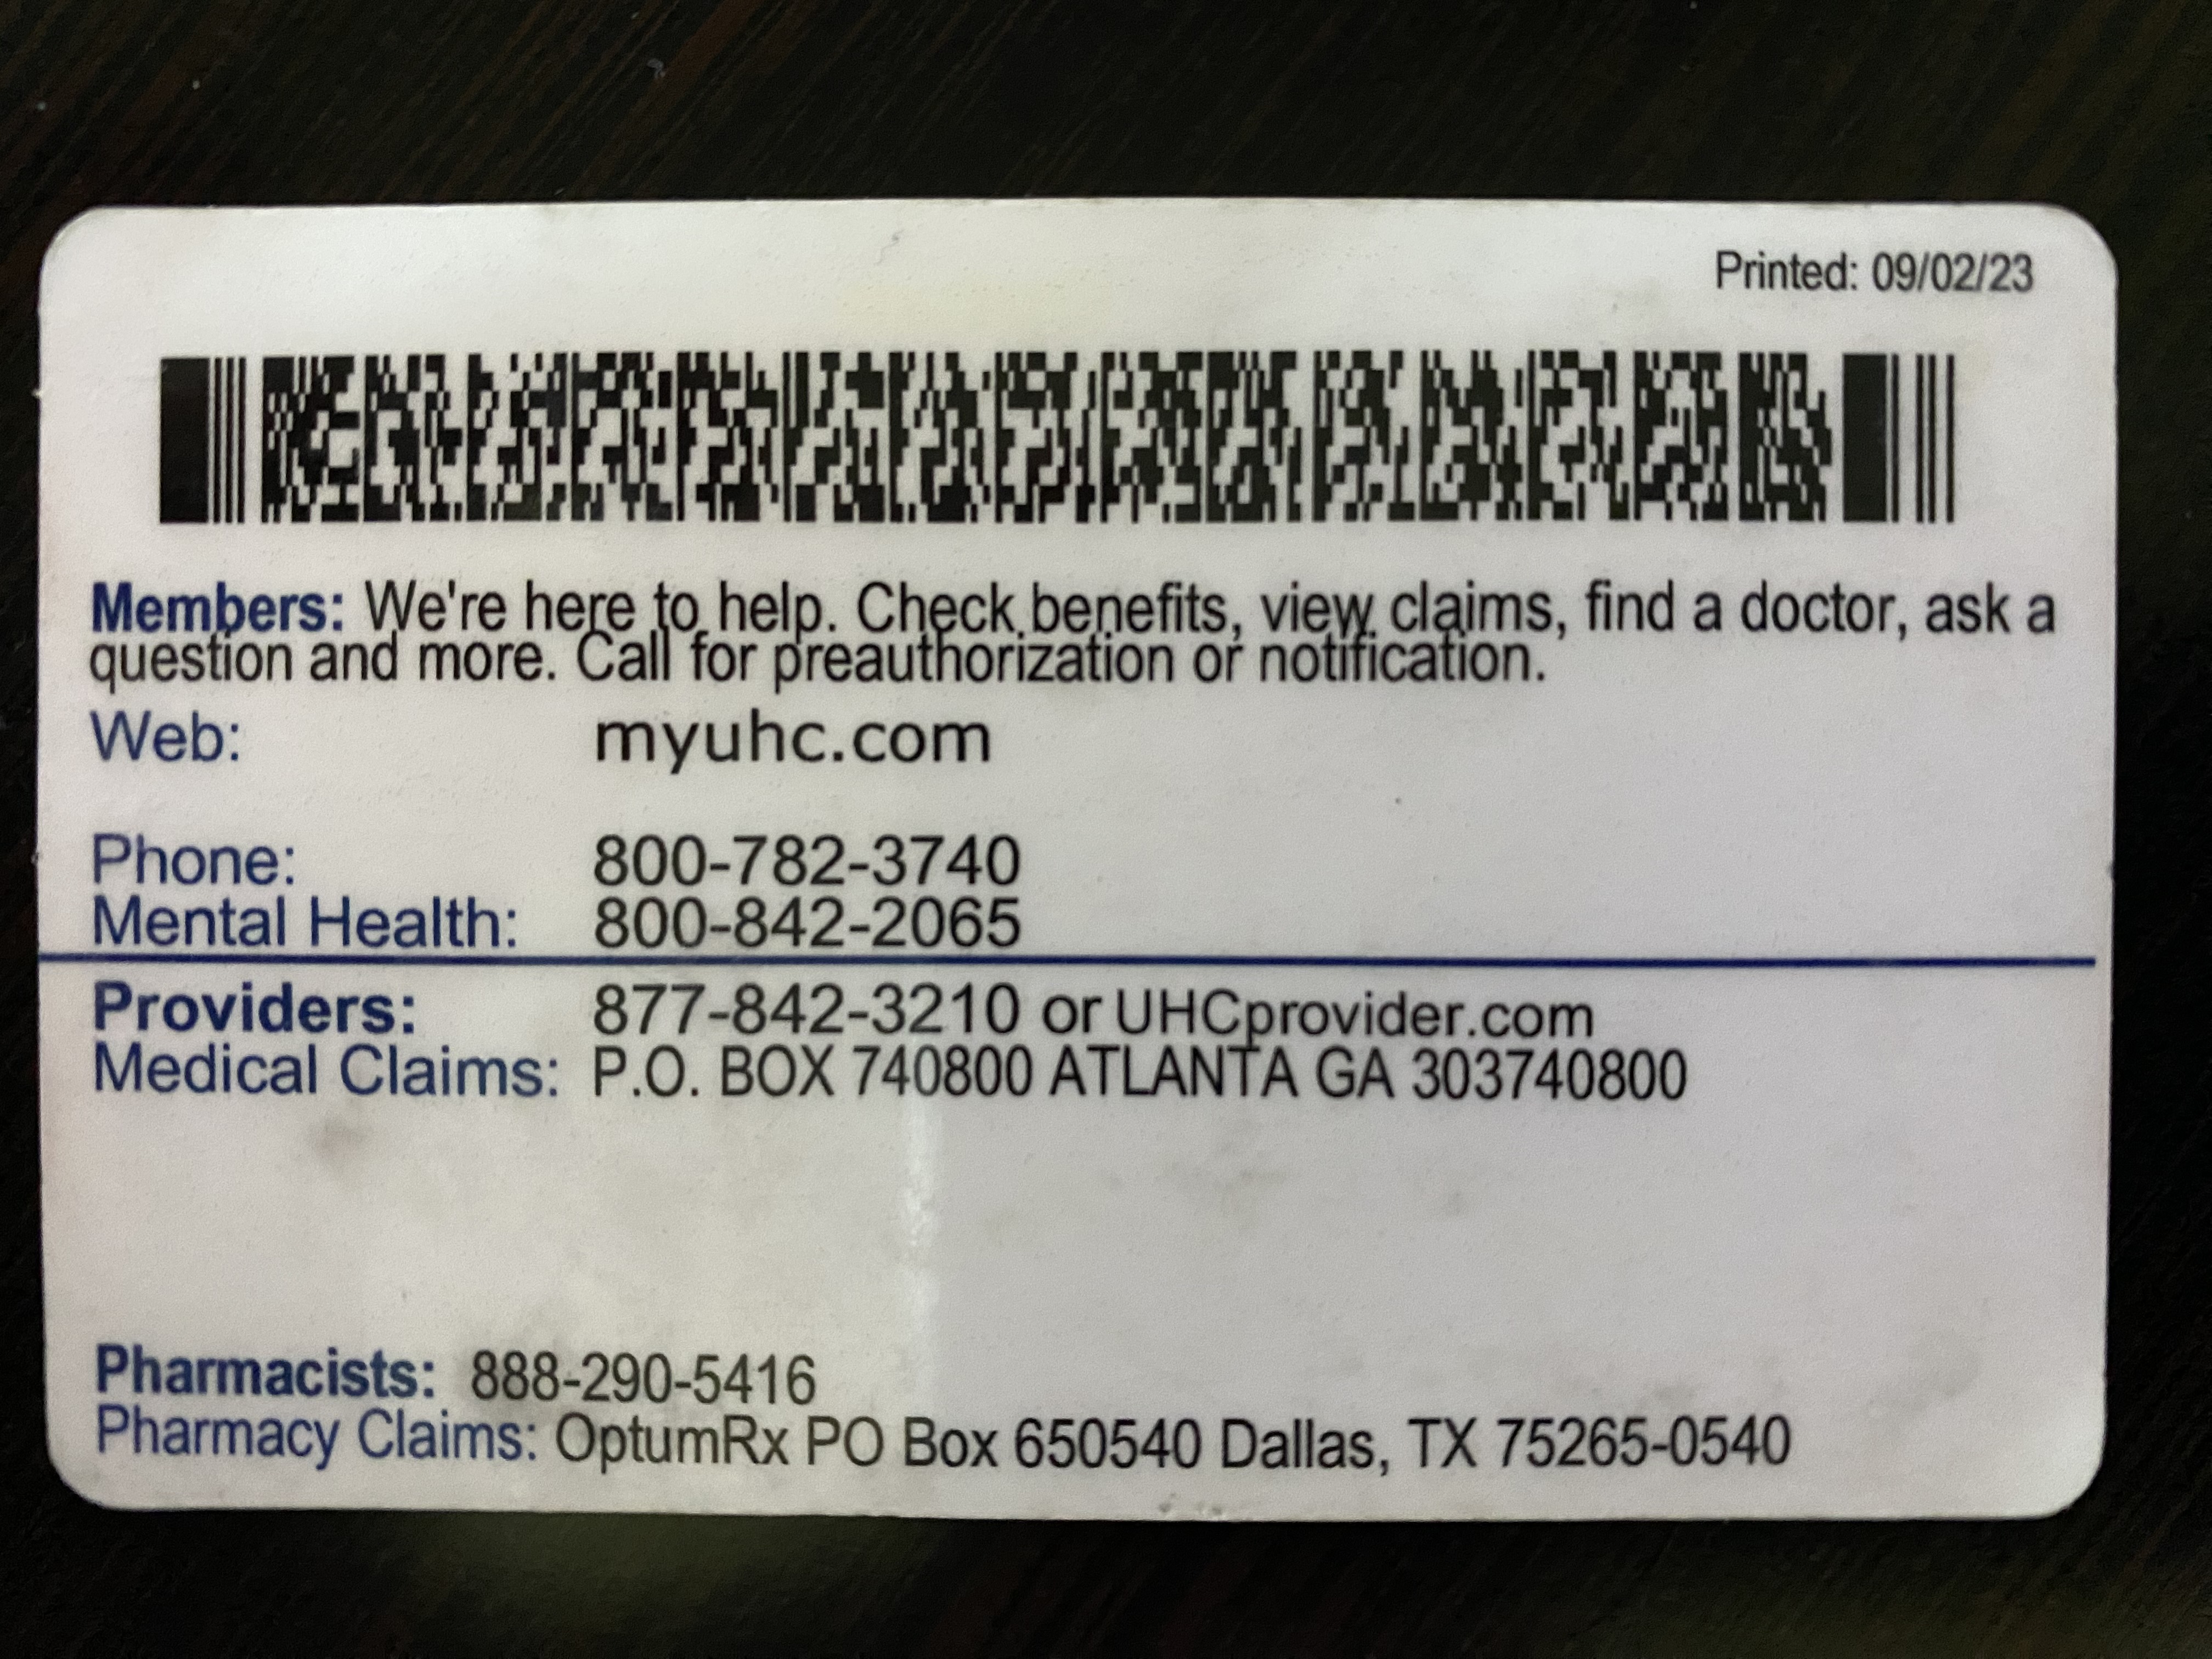 Printed: 09/02/23
Members: We're here to help. Check benefits, view claims, find a doctor, ask a
question and more. Call for preauthorization or notification.
Web: myuhc.com
Phone: 800-782-3740
Mental Health: 800-842-2065
Providers: 877-842-3210 or UHCprovider.com
Medical Claims: P.O. BOX 740800 ATLANTA GA 303740800
Pharmacists: 888-290-5416
Pharmacy Claims: OptumRx PO Box 650540 Dallas, TX 75265-0540